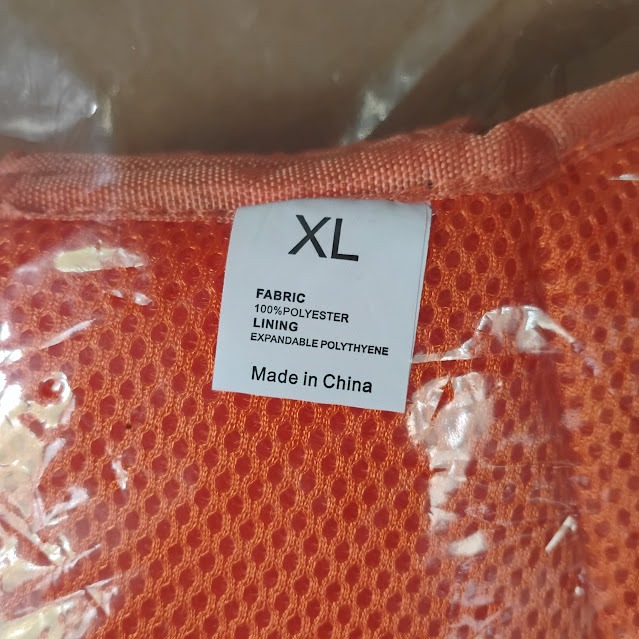 XL
FABRIC
100%POLYESTER
LINING
EXPANDABLE POLYTHYENE
Made in China